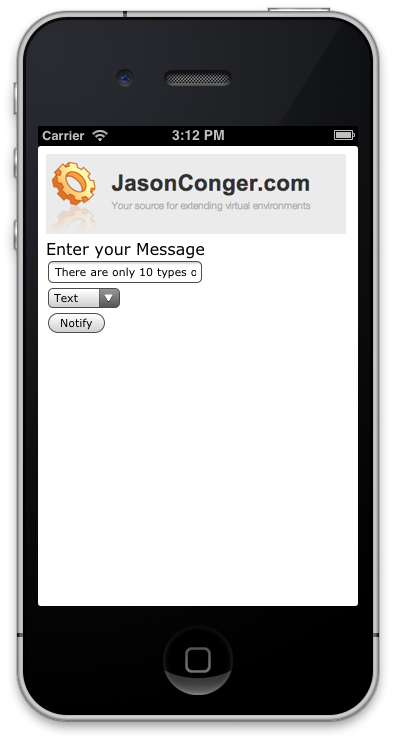 Carrier 3:12 PM
JasonConger.com
Your source for extending virtual environments
Enter your Message
There are only 10 types o
Text
Notify